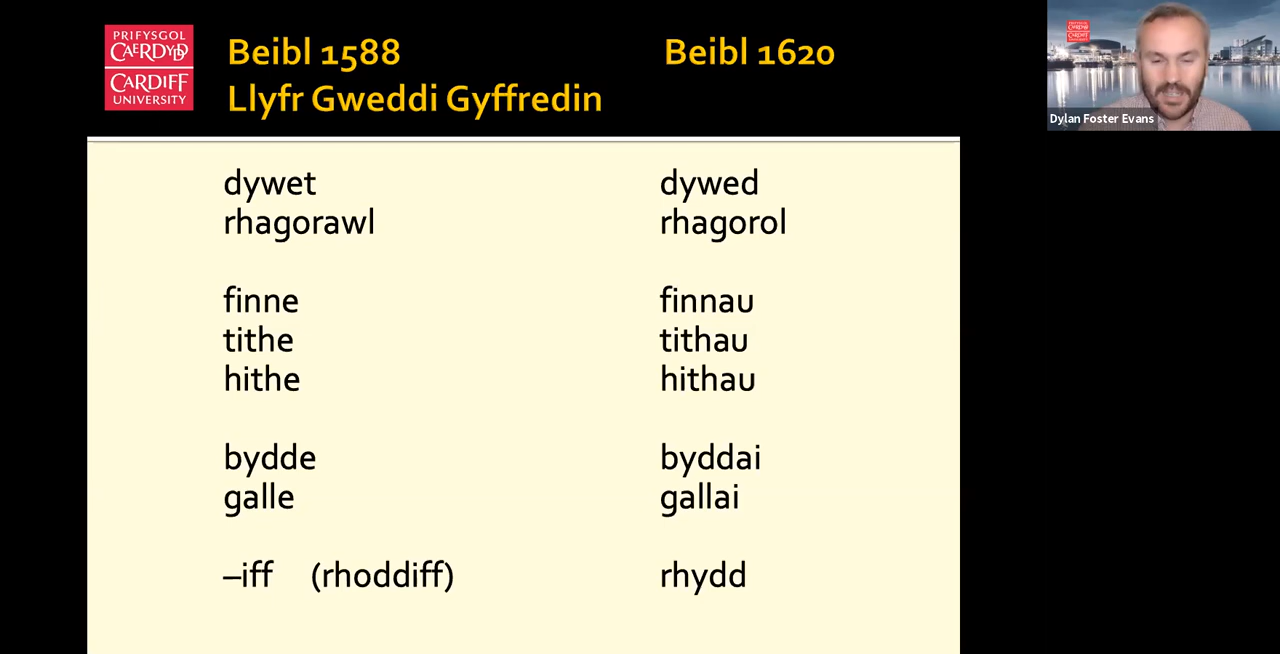 PRIFYSGOL
CAERDYDD
CARDIFF
UNIVERSITY
Beibl 1588
Llyfr Gweddi Gyffredin
Beibl 1620
dywet dywed
rhagorawl rhagorol
finne finnau
tithe tithau
hithe hithau
bydde byddai
galle gallai
–iff (rhoddiff) rhydd
Dylan Foster Evans